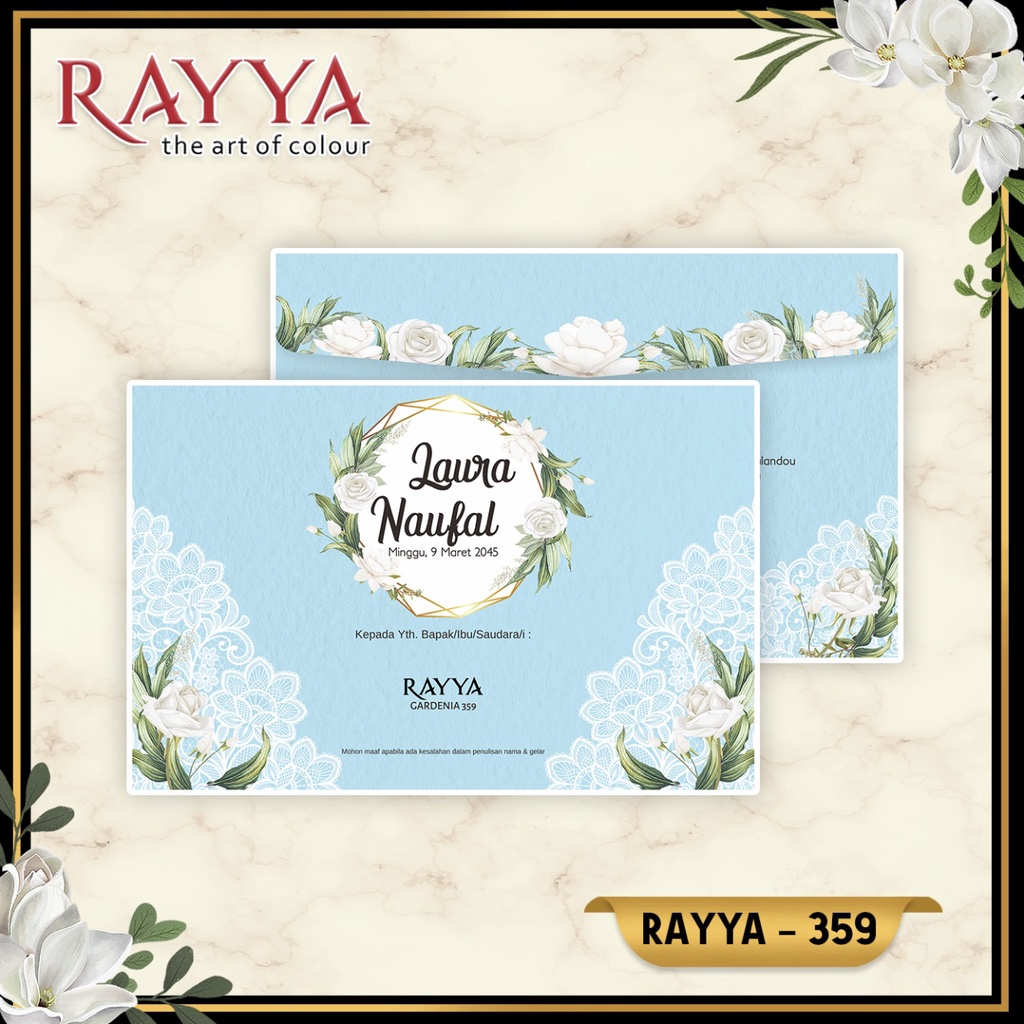 RAYYA
the art of colour
Laura
Naufal
Minggu, 9 Maret 2045
Kepada Yth. Bapak/Ibu/Saudara/i :
RAYYA
GARDENIA 359
Mohon maaf apabila ada kesalahan dalam penulisan nama & gelar
RAYYA – 359